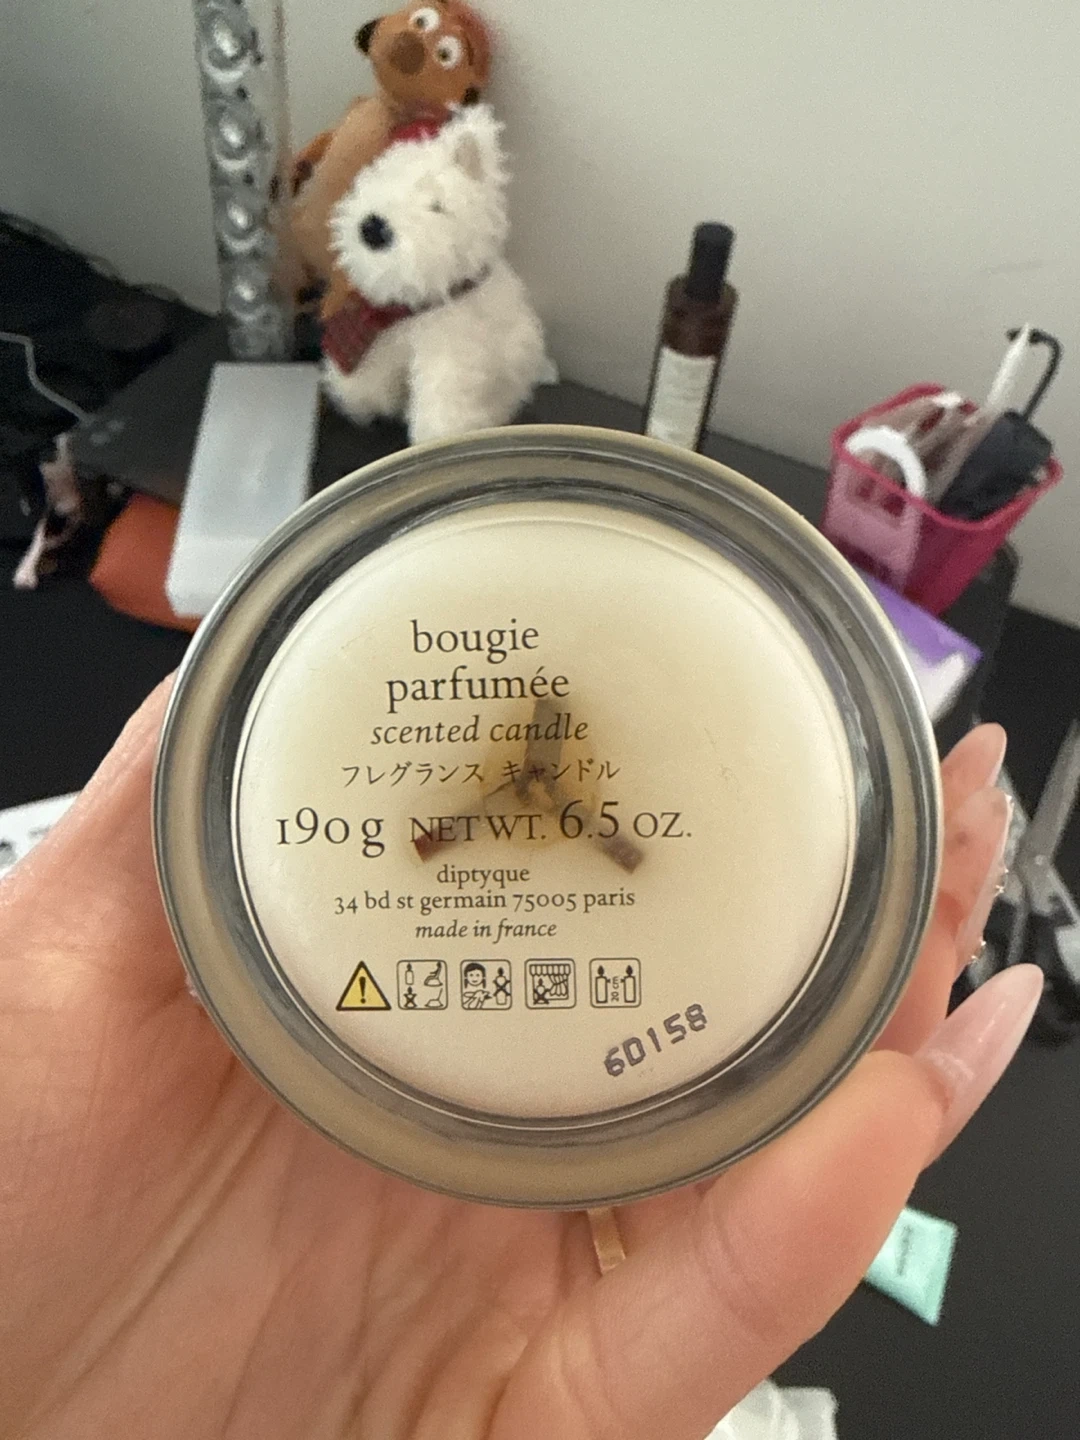 bougie
parfumée
scented candle
フレグランス キャンドル
190 g NET WT. 6.5 OZ.
diptyque
34 bd st germain 75005 paris
made in france
60158